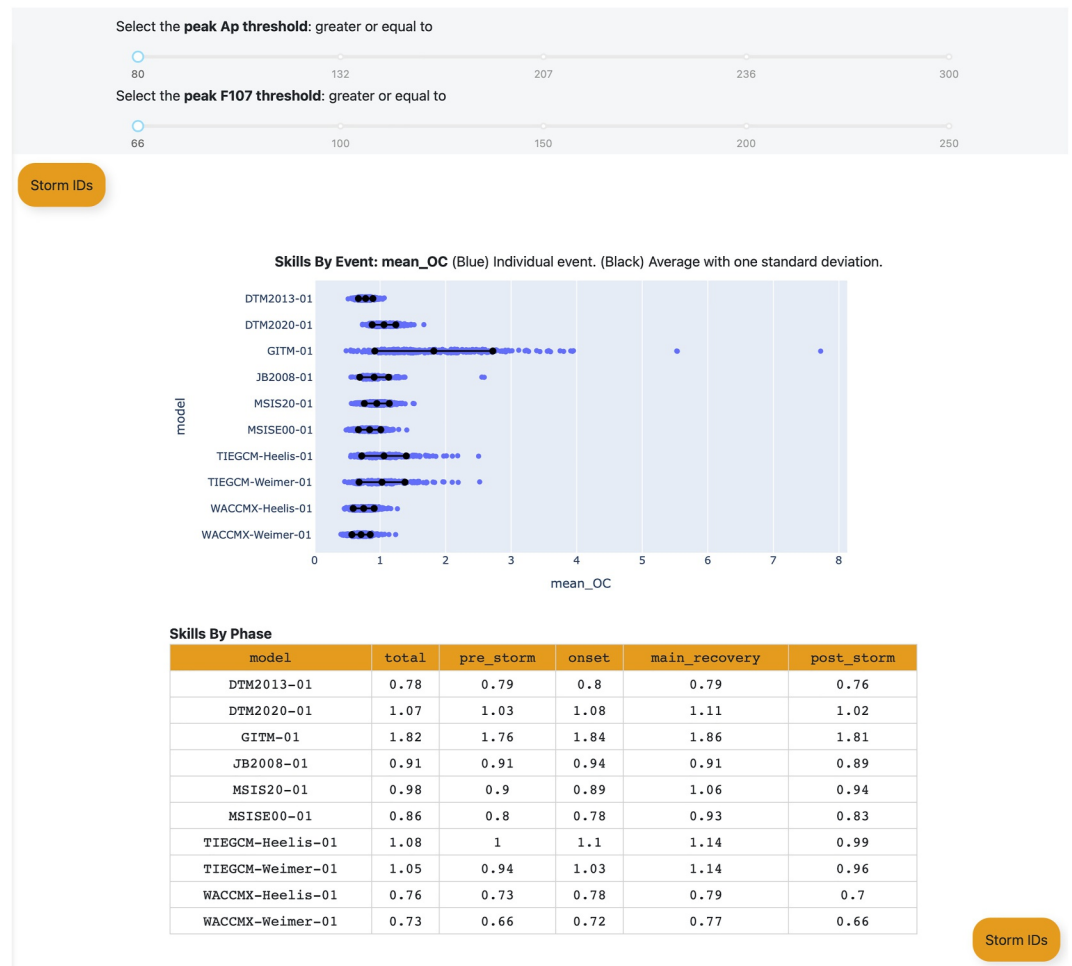 Select the peak Ap threshold: greater or equal to
80 132 207 236 300
Select the peak F107 threshold: greater or equal to
66 100 150 200 250
Storm IDs
Skills By Event: mean_OC (Blue) Individual event. (Black) Average with one standard deviation.
model
DTM2013-01
DTM2020-01
GITM-01
JB2008-01
MSIS20-01
MSISE00-01
TIEGCM-Heelis-01
TIEGCM-Weimer-01
WACCMX-Heelis-01
WACCMX-Weimer-01
0 1 2 3 4 5 6 7 8
mean_OC
Skills By Phase
model total pre_storm onset main_recovery post_storm
DTM2013-01 0.78 0.79 0.8 0.79 0.76
DTM2020-01 1.07 1.03 1.08 1.11 1.02
GITM-01 1.82 1.76 1.84 1.86 1.81
JB2008-01 0.91 0.91 0.94 0.91 0.89
MSIS20-01 0.98 0.9 0.89 1.06 0.94
MSISE00-01 0.86 0.8 0.78 0.93 0.83
TIEGCM-Heelis-01 1.08 1 1.1 1.14 0.99
TIEGCM-Weimer-01 1.05 0.94 1.03 1.14 0.96
WACCMX-Heelis-01 0.76 0.73 0.78 0.79 0.7
WACCMX-Weimer-01 0.73 0.66 0.72 0.77 0.66
Storm IDs